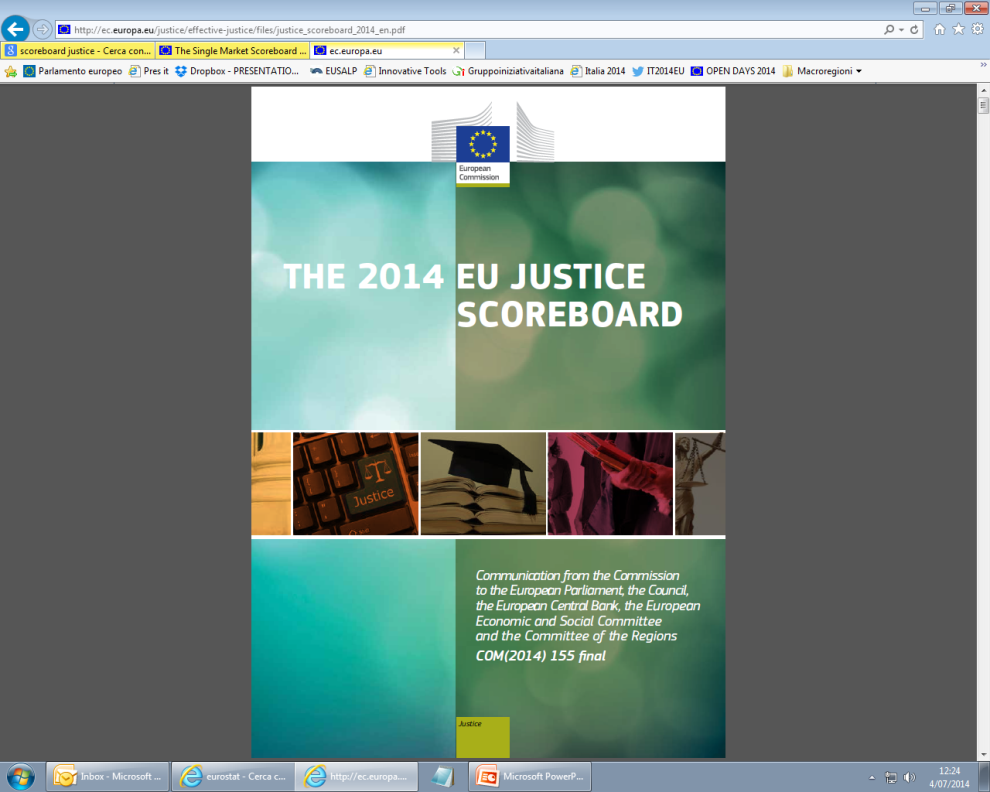 http://ec.europa.eu/justice/effective-justice/files/justice_scoreboard_2014_en.pdf
scoreboard justice - Cerca con...
The Single Market Scoreboard ...
ec.europa.eu
Parlamento europeo
Pres it
Dropbox - PRESENTATIO...
EUSALP
Innovative Tools
Gruppoiniziativaitaliana
Italia 2014
IT2014EU
OPEN DAYS 2014
Macroregioni
European
Commission
THE 2014 EU JUSTICE
SCOREBOARD
Justice
Communication from the Commission
to the European Parliament, the Council,
the European Central Bank, the European
Economic and Social Committee
and the Committee of the Regions
COM(2014) 155 final
Justice
Inbox - Microsoft ...
eurostat - Cerca c...
http://ec.europa....
Microsoft PowerP...
12:24
4/07/2014